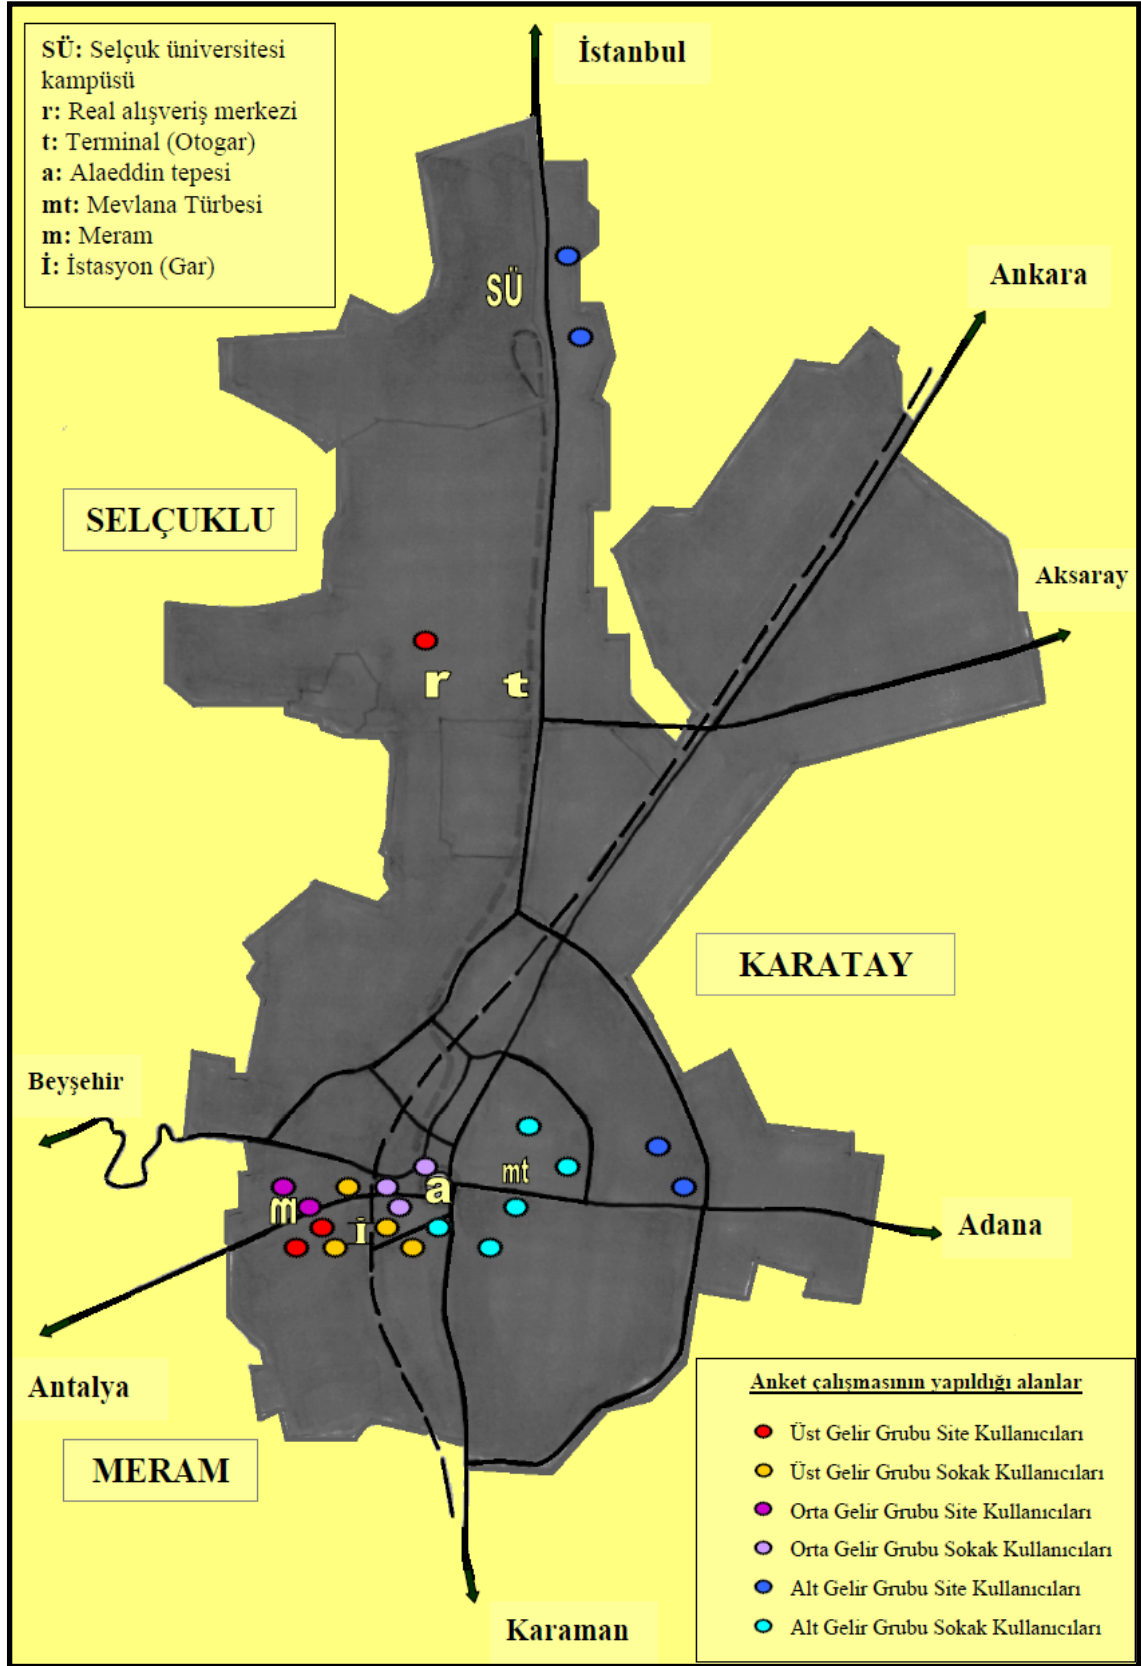 SÜ: Selçuk üniversitesi
kampüsü
r: Real alışveriş merkezi
t: Terminal (Otogar)
a: Alaeddin tepesi
mt: Mevlana Türbesi
m: Meram
İ: İstasyon (Gar)
İstanbul
Ankara
SÜ
SELÇUKLU
Aksaray
r
t
KARATAY
Beyşehir
mt
a
m
i
Adana
Antalya
MERAM
Karaman
Anket çalışmasının yapıldığı alanlar
Üst Gelir Grubu Site Kullanıcıları
Üst Gelir Grubu Sokak Kullanıcıları
Orta Gelir Grubu Site Kullanıcıları
Orta Gelir Grubu Sokak Kullanıcıları
Alt Gelir Grubu Site Kullanıcıları
Alt Gelir Grubu Sokak Kullanıcıları